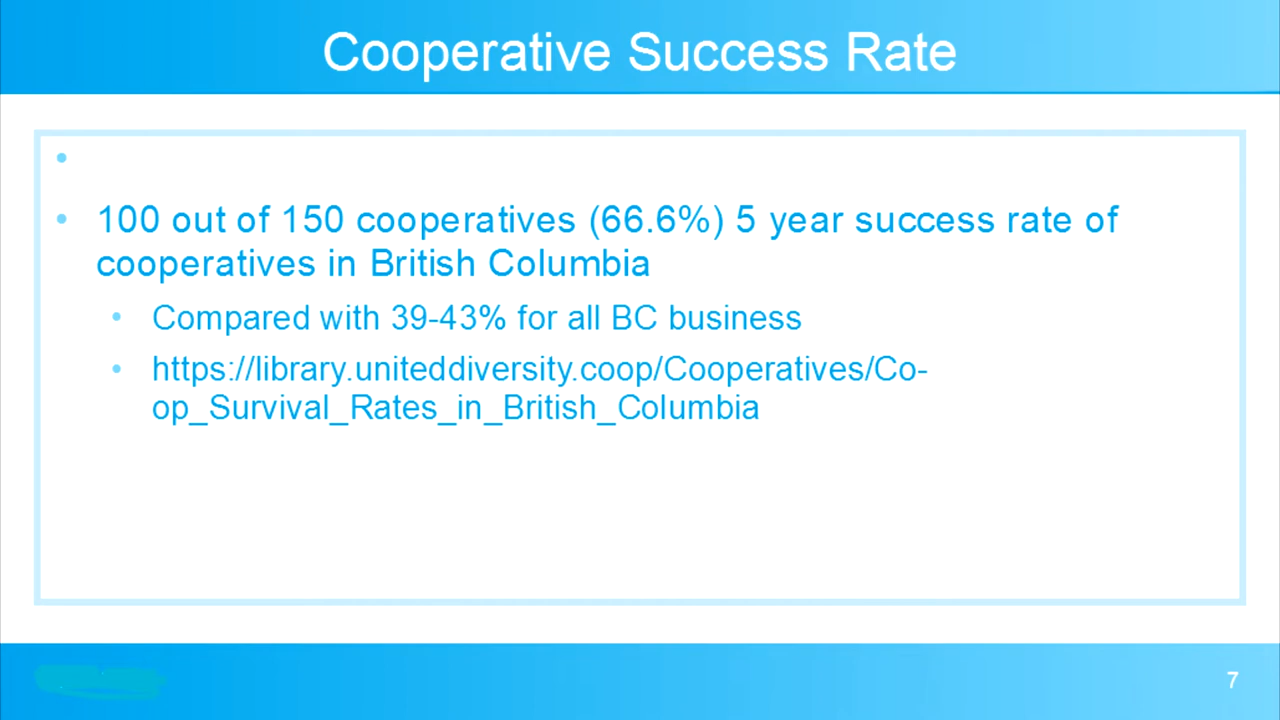 Cooperative Success Rate
•
• 100 out of 150 cooperatives (66.6%) 5 year success rate of
cooperatives in British Columbia
• Compared with 39-43% for all BC business
• https://library.uniteddiversity.coop/Cooperatives/Co-
op_Survival_Rates_in_British_Columbia
7